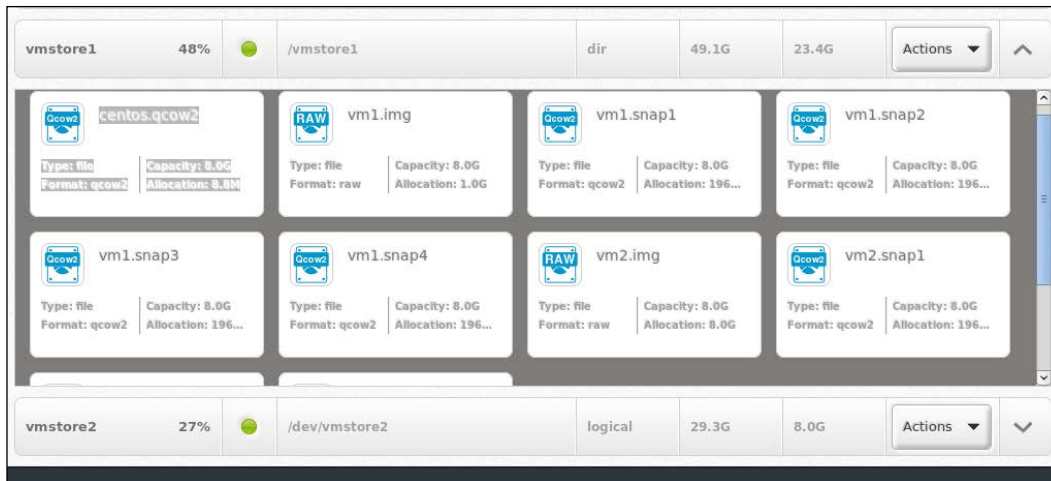 vmstore1 48% /vmstore1 dir 49.1G 23.4G Actions
Qcow2 centos.qcow2
Type: file Capacity: 8.0G
Format: qcow2 Allocation: 8.8M
RAW vm1.img
Type: file Capacity: 8.0G
Format: raw Allocation: 1.0G
Qcow2 vm1.snap1
Type: file Capacity: 8.0G
Format: qcow2 Allocation: 196...
Qcow2 vm1.snap2
Type: file Capacity: 8.0G
Format: qcow2 Allocation: 196...
Qcow2 vm1.snap3
Type: file Capacity: 8.0G
Format: qcow2 Allocation: 196...
Qcow2 vm1.snap4
Type: file Capacity: 8.0G
Format: qcow2 Allocation: 196...
RAW vm2.img
Type: file Capacity: 8.0G
Format: raw Allocation: 8.0G
Qcow2 vm2.snap1
Type: file Capacity: 8.0G
Format: qcow2 Allocation: 196...
vmstore2 27% /dev/vmstore2 logical 29.3G 8.0G Actions